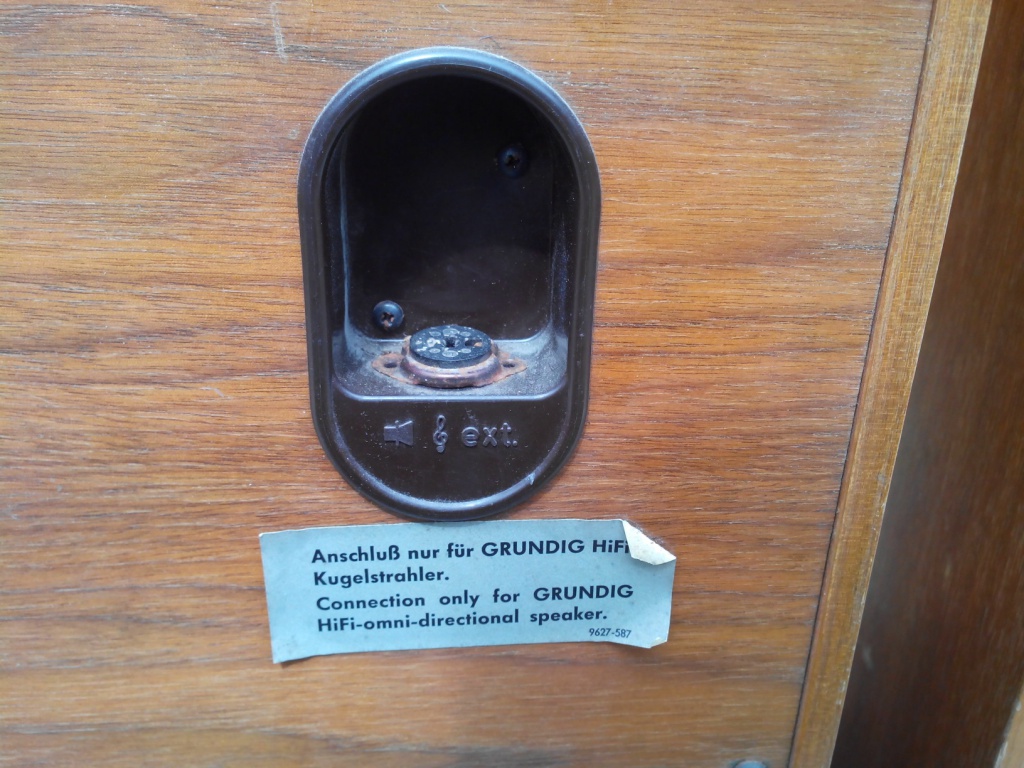 ext.
Anschluß nur für GRUNDIG HiFi
Kugelstrahler.
Connection only for GRUNDIG
HiFi-omni-directional speaker.
9627-587